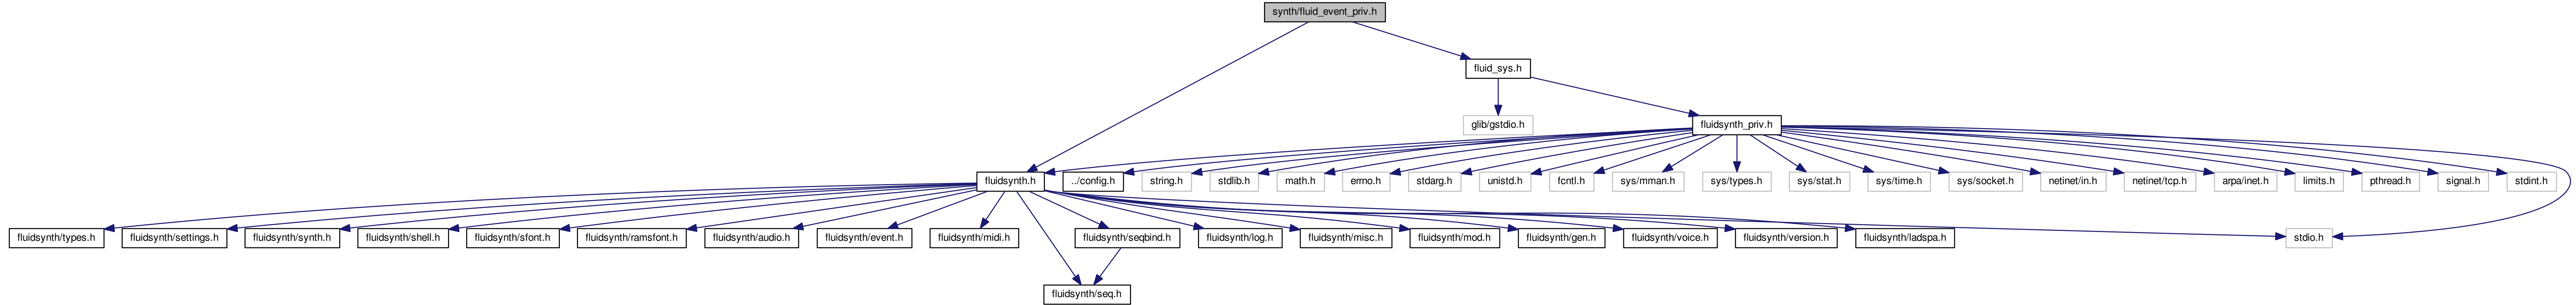 synth/fluid_event_priv.h
fluid_sys.h
glib/gstdio.h
fluidsynth_priv.h
fluidsynth.h
../config.h
string.h
stdlib.h
math.h
errno.h
stdarg.h
unistd.h
fcntl.h
sys/mman.h
sys/types.h
sys/stat.h
sys/time.h
sys/socket.h
netinet/in.h
netinet/tcp.h
arpa/inet.h
limits.h
pthread.h
signal.h
stdint.h
fluidsynth/types.h
fluidsynth/settings.h
fluidsynth/synth.h
fluidsynth/shell.h
fluidsynth/sfont.h
fluidsynth/ramsfont.h
fluidsynth/audio.h
fluidsynth/event.h
fluidsynth/midi.h
fluidsynth/seqbind.h
fluidsynth/log.h
fluidsynth/misc.h
fluidsynth/mod.h
fluidsynth/gen.h
fluidsynth/voice.h
fluidsynth/version.h
fluidsynth/ladspa.h
stdio.h
fluidsynth/seq.h